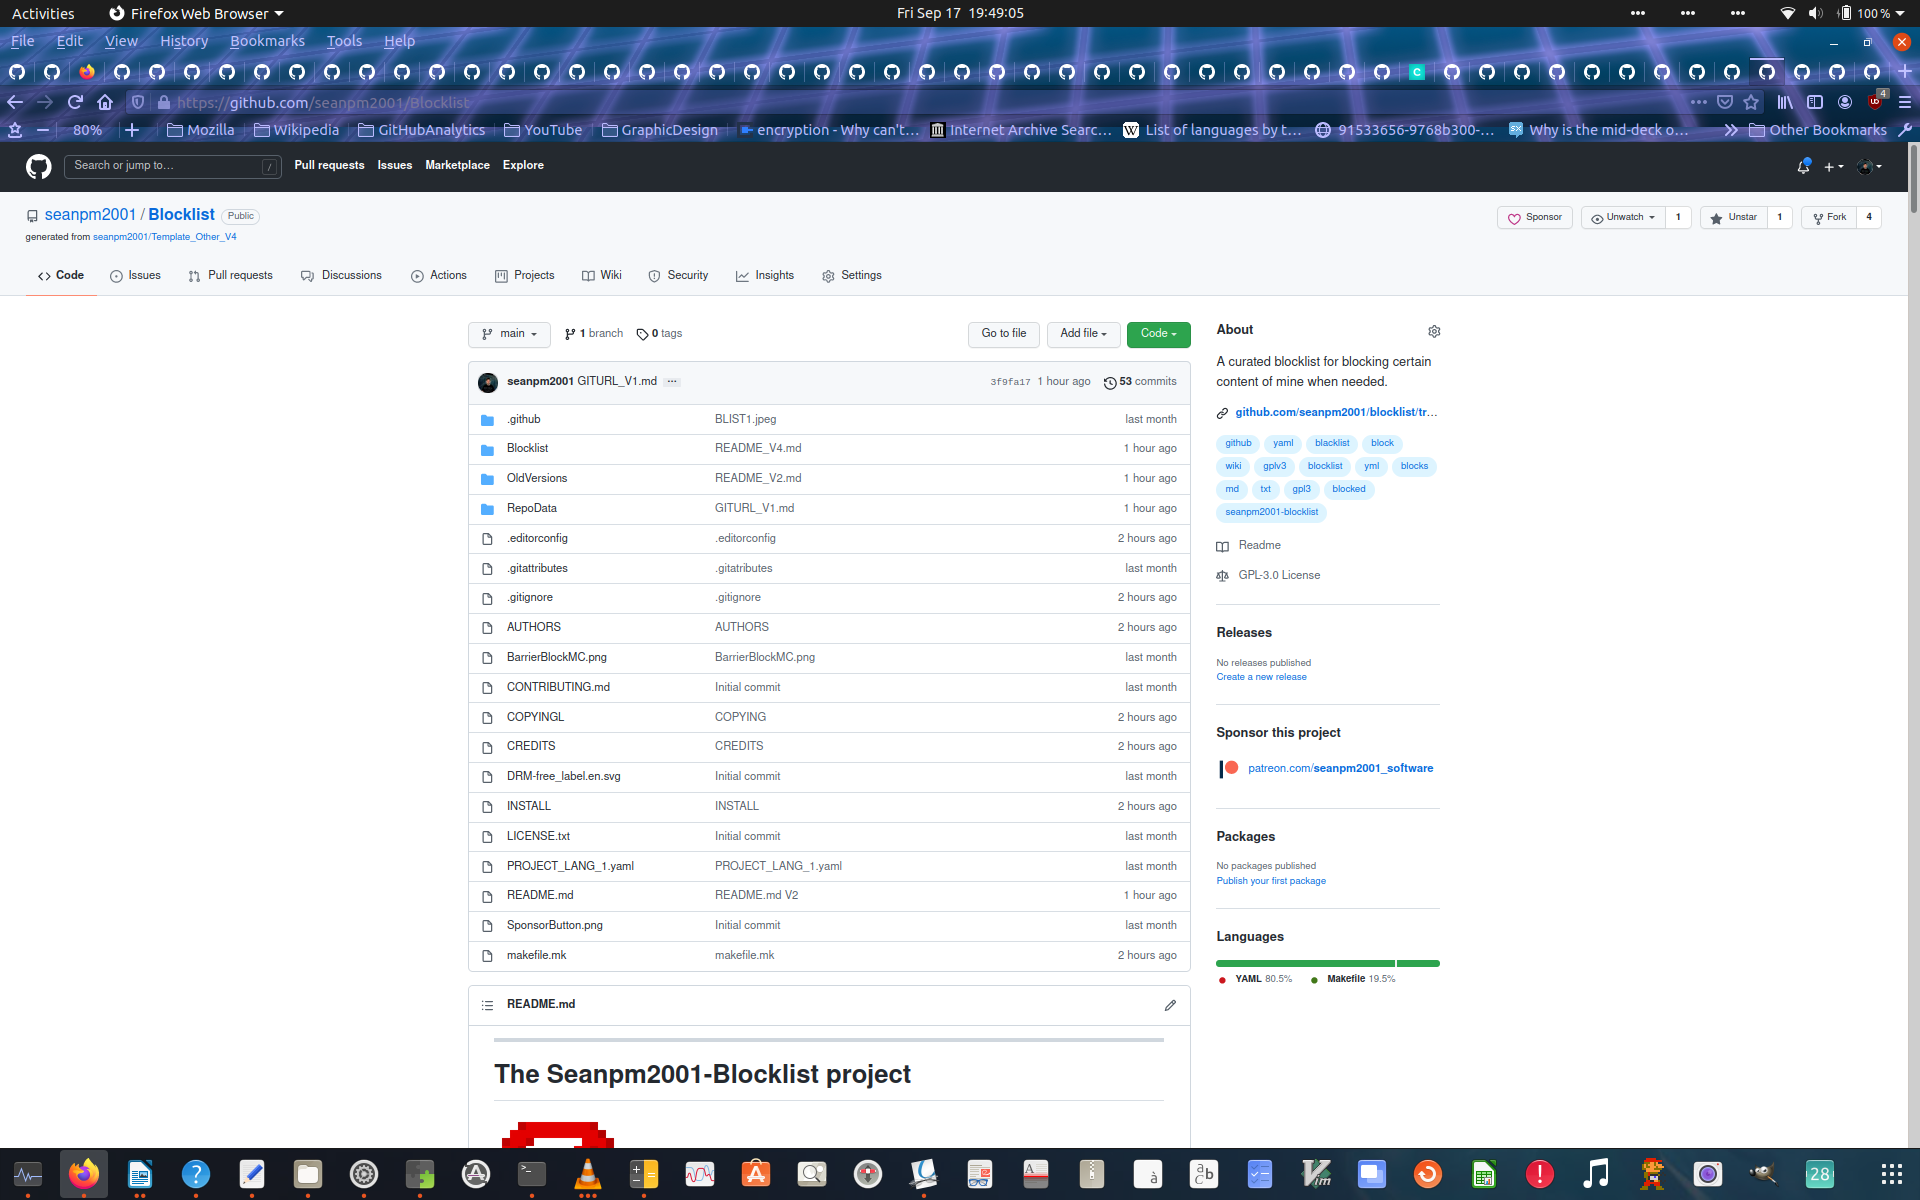 Activities Firefox Web Browser Fri Sep 17 19:49:05 100 %
File Edit View History Bookmarks Tools Help
https://github.com/seanpm2001/Blocklist 4
80% Mozilla Wikipedia GitHubAnalytics YouTube GraphicDesign encryption - Why can't… Internet Archive Searc… List of languages by t… 91533656-9768b300-… Why is the mid-deck o… Other Bookmarks
Search or jump to… / Pull requests Issues Marketplace Explore
seanpm2001 / Blocklist Public Sponsor Unwatch 1 Unstar 1 Fork 4
generated from seanpm2001/Template_Other_V4
Code Issues Pull requests Discussions Actions Projects Wiki Security Insights Settings
main 1 branch 0 tags Go to file Add file Code
seanpm2001 GITURL_V1.md ... 3f9fa17 1 hour ago 53 commits
.github BLIST1.jpeg last month
Blocklist README_V4.md 1 hour ago
OldVersions README_V2.md 1 hour ago
RepoData GITURL_V1.md 1 hour ago
.editorconfig .editorconfig 2 hours ago
.gitattributes .gitatributes last month
.gitignore .gitignore 2 hours ago
AUTHORS AUTHORS 2 hours ago
BarrierBlockMC.png BarrierBlockMC.png last month
CONTRIBUTING.md Initial commit last month
COPYINGL COPYING 2 hours ago
CREDITS CREDITS 2 hours ago
DRM-free_label.en.svg Initial commit last month
INSTALL INSTALL 2 hours ago
LICENSE.txt Initial commit last month
PROJECT_LANG_1.yaml PROJECT_LANG_1.yaml last month
README.md README.md V2 1 hour ago
SponsorButton.png Initial commit last month
makefile.mk makefile.mk 2 hours ago
README.md
The Seanpm2001-Blocklist project
About
A curated blocklist for blocking certain
content of mine when needed.
github.com/seanpm2001/blocklist/tr…
github yaml blacklist block
wiki gplv3 blocklist yml blocks
md txt gpl3 blocked
seanpm2001-blocklist
Readme
GPL-3.0 License
Releases
No releases published
Create a new release
Sponsor this project
patreon.com/seanpm2001_software
Packages
No packages published
Publish your first package
Languages
YAML 80.5% Makefile 19.5%
28